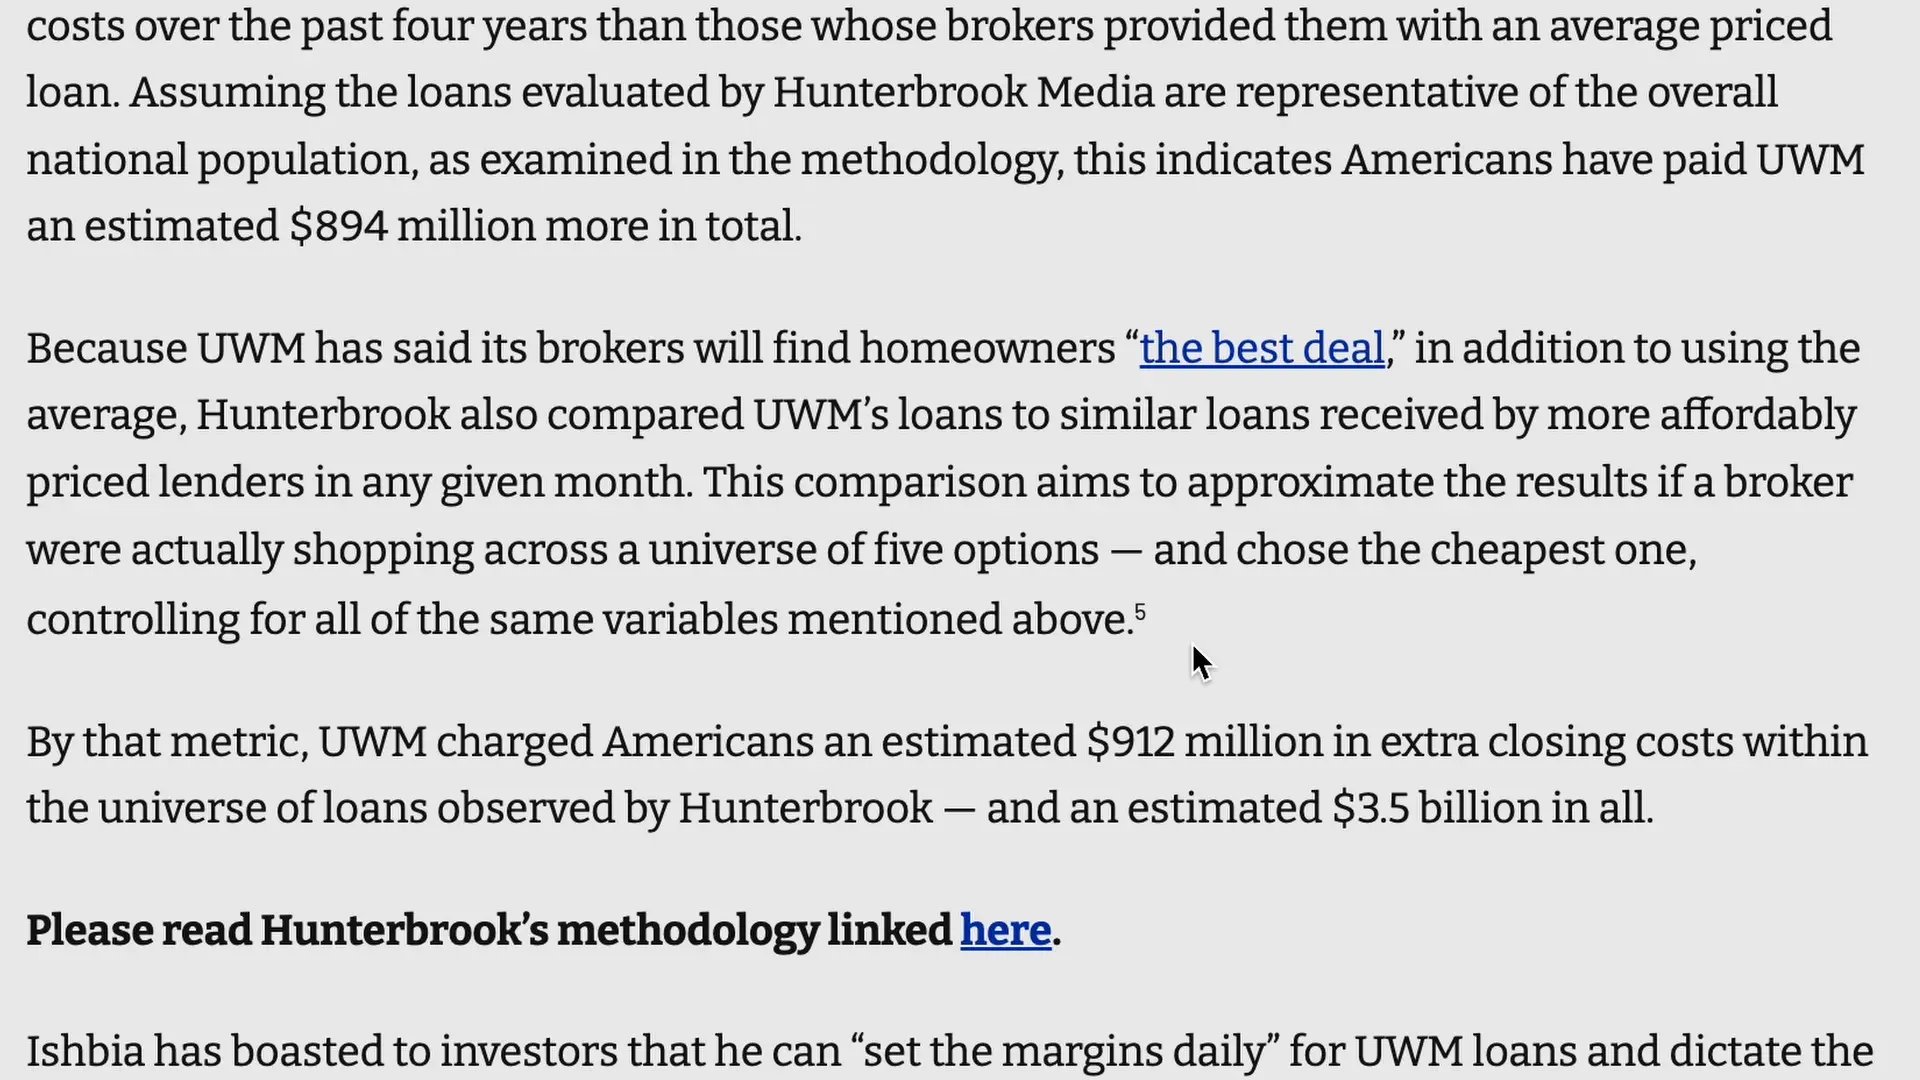 costs over the past four years than those whose brokers provided them with an average priced
loan. Assuming the loans evaluated by Hunterbrook Media are representative of the overall
national population, as examined in the methodology, this indicates Americans have paid UWM
an estimated $894 million more in total.
Because UWM has said its brokers will find homeowners “the best deal,” in addition to using the
average, Hunterbrook also compared UWM’s loans to similar loans received by more affordably
priced lenders in any given month. This comparison aims to approximate the results if a broker
were actually shopping across a universe of five options — and chose the cheapest one,
controlling for all of the same variables mentioned above.⁵
By that metric, UWM charged Americans an estimated $912 million in extra closing costs within
the universe of loans observed by Hunterbrook — and an estimated $3.5 billion in all.
Please read Hunterbrook’s methodology linked here.
Ishbia has boasted to investors that he can “set the margins daily” for UWM loans and dictate the